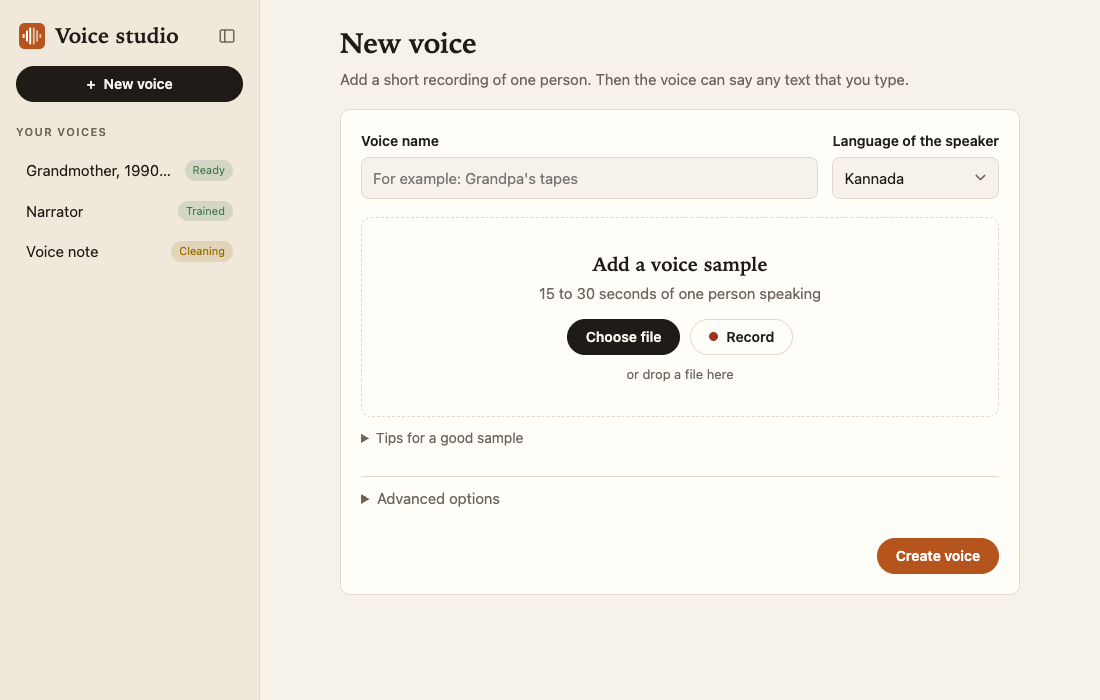 Voice studio
+ New voice
YOUR VOICES
Grandmother, 1990... Ready
Narrator Trained
Voice note Cleaning
New voice
Add a short recording of one person. Then the voice can say any text that you type.
Voice name
For example: Grandpa's tapes
Language of the speaker
Kannada
Add a voice sample
15 to 30 seconds of one person speaking
Choose file Record
or drop a file here
Tips for a good sample
Advanced options
Create voice